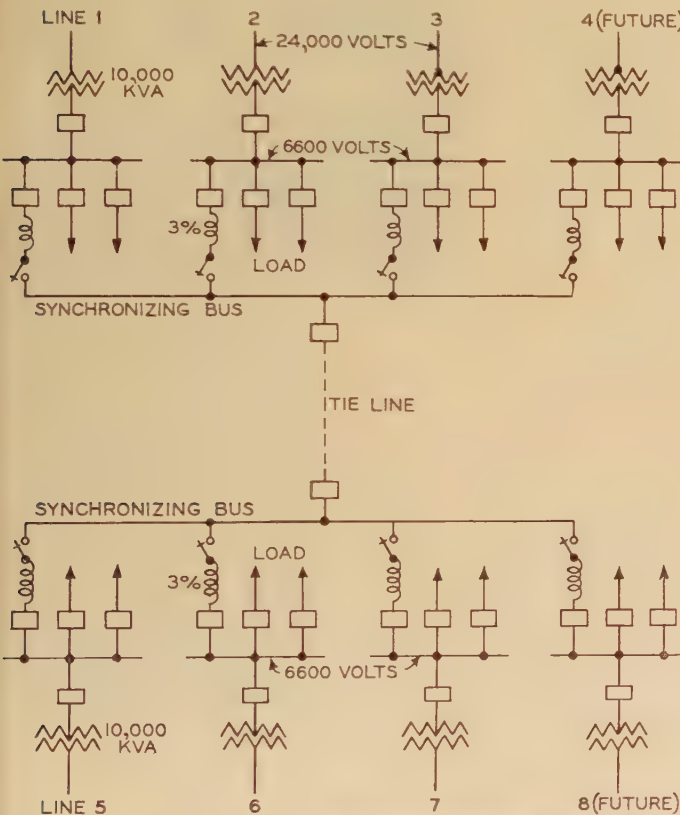 LINE 1 2 3 4 (FUTURE)
24,000 VOLTS
10,000
KVA
6600 VOLTS
3%
LOAD
SYNCHRONIZING BUS
TIE LINE
SYNCHRONIZING BUS
LOAD
3%
6600 VOLTS
10,000
KVA
LINE 5 6 7 8 (FUTURE)